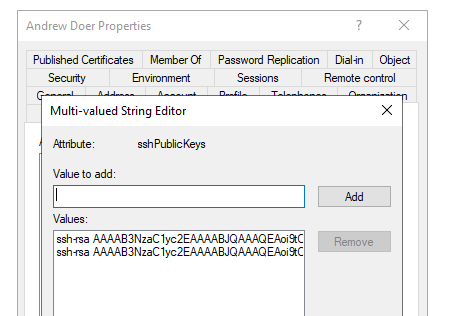 Andrew Doer Properties
? ×
Published Certificates Member Of Password Replication Dial-in Object
Security Environment Sessions Remote control
General Address Account Profile Telephones Organization
Multi-valued String Editor ×
Attribute: sshPublicKeys
Value to add:
Add
Values:
ssh-rsa AAAAB3NzaC1yc2EAAAABJQAAAQEAoi9tC
ssh-rsa AAAAB3NzaC1yc2EAAAABJQAAAQEAoi9tC
Remove